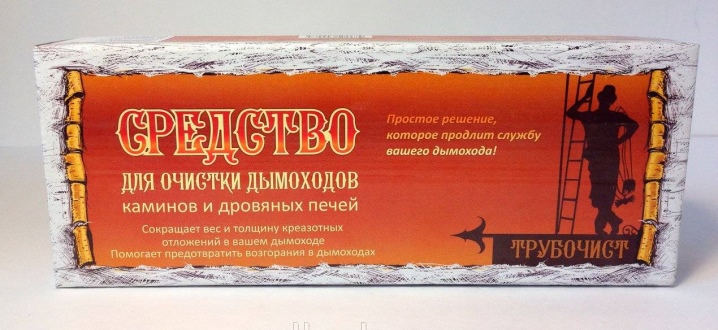 СРЕДСТВО
ДЛЯ ОЧИСТКИ ДЫМОХОДОВ
каминов и дровяных печей
Сокращает вес и толщину креазотных
отложений в вашем дымоходе
Помогает предотвратить возгорания в дымоходах
Простое решение,
которое продлит службу
вашего дымохода!
ТРУБОЧИСТ